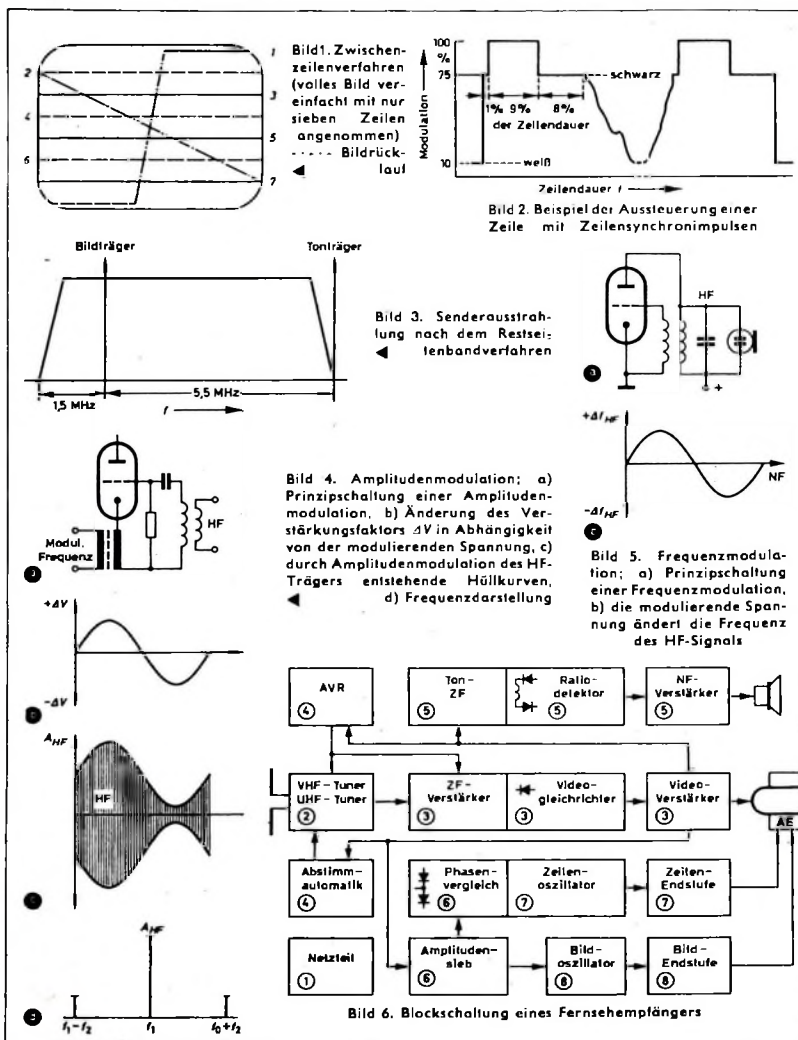 1
2
3
4
5
6
7
Bild 1. Zwischen-
zeilenverfahren
(volles Bild ver-
einfacht mit nur
sieben Zeilen
angenommen)
Bildrück-
lauf
100
%
75
10
Modulation
schwarz
1% 9% 8%
der Zeilendauer
weiß
Zeilendauer t
Bild 2. Beispiel der Aussteuerung einer
Zeile mit Zeilensynchronimpulsen
Bildträger
Tonträger
1,5 MHz
5,5 MHz
f
Bild 3. Senderausstrah-
lung nach dem Restsei-
tenbandverfahren
HF
+
a
+Δf HF
NF
-Δf HF
Modul.
Frequenz
HF
Bild 4. Amplitudenmodulation; a)
Prinzipschaltung einer Amplituden-
modulation, b) Änderung des Ver-
stärkungsfaktors ΔV in Abhängigkeit
von der modulierenden Spannung, c)
durch Amplitudenmodulation des HF-
Trägers entstehende Hüllkurven,
d) Frequenzdarstellung
Bild 5. Frequenzmodula-
tion; a) Prinzipschaltung
einer Frequenzmodulation,
b) die modulierende Span-
nung ändert die Frequenz
des HF-Signals
+ΔV
-ΔV
A HF
HF
A HF
f1-f2
f1
f0+f2
AVR
4
Ton-
ZF
5
Ratio-
detektor
5
NF-
Verstärker
5
VHF-Tuner
UHF-Tuner
2
ZF-
Verstärker
3
Video-
gleichrichter
3
Video-
Verstärker
3
AE
Abstimm-
automatik
4
Phasen-
vergleich
6
Zeilen-
oszillator
7
Zeilen-
Endstufe
7
Netzteil
1
Amplituden-
sieb
6
Bild-
oszillator
8
Bild-
Endstufe
8
Bild 6. Blockschaltung eines Fernsehempfängers